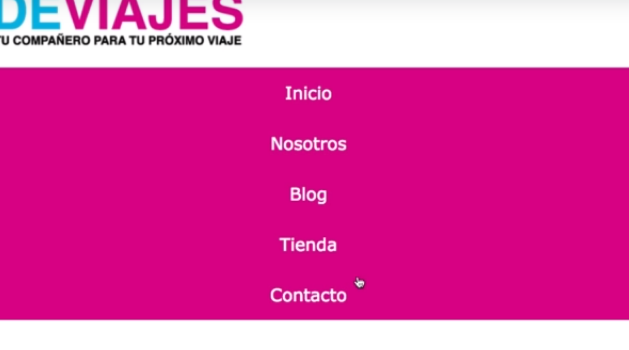 DEVIAJES
TU COMPAÑERO PARA TU PRÓXIMO VIAJE
Inicio
Nosotros
Blog
Tienda
Contacto